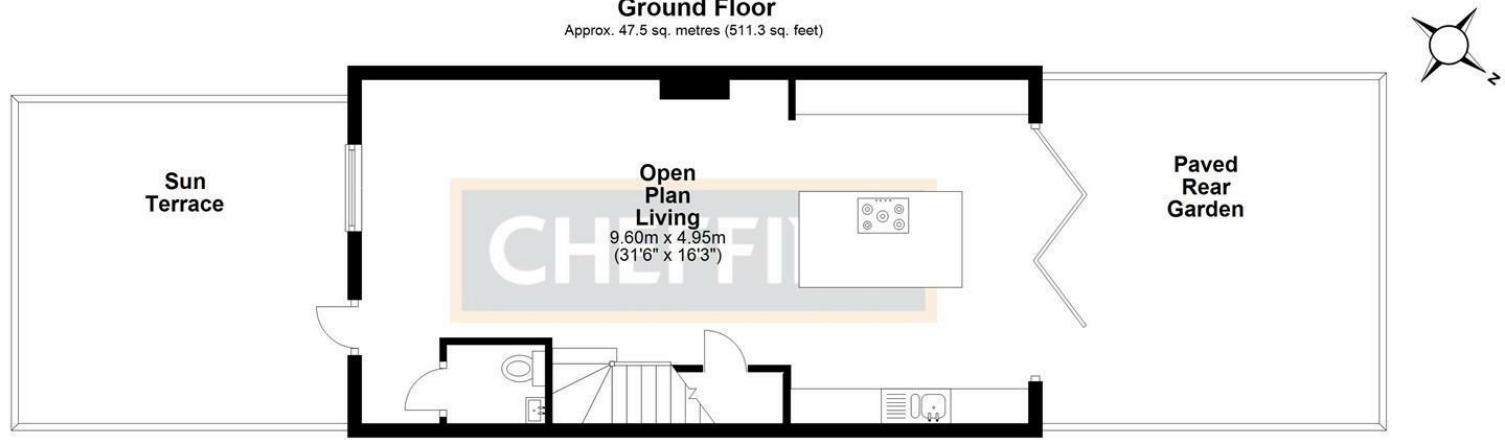 Ground Floor
Approx. 47.5 sq. metres (511.3 sq. feet)
N
Sun
Terrace
Open
Plan
Living
9.60m x 4.95m
(31'6" x 16'3")
Paved
Rear
Garden